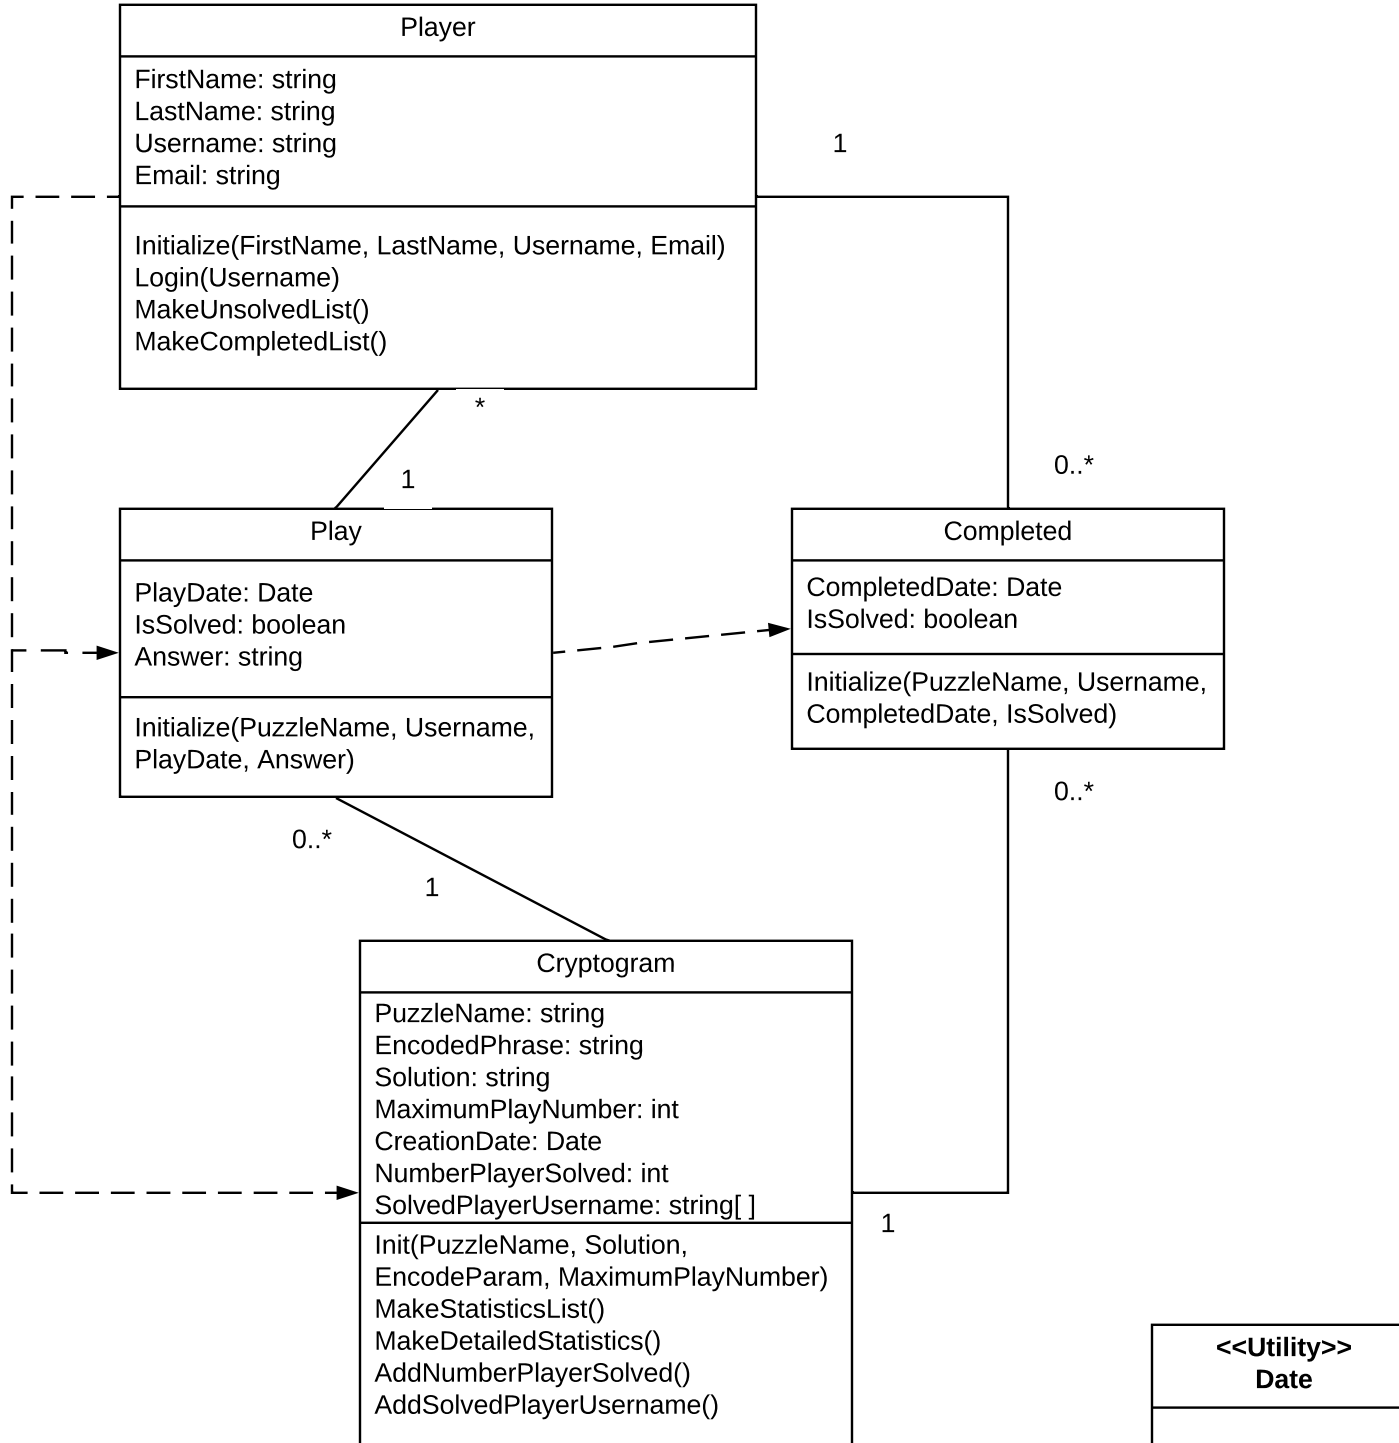 Player
FirstName: string
LastName: string
Username: string
Email: string
1
Initialize(FirstName, LastName, Username, Email)
Login(Username)
MakeUnsolvedList()
MakeCompletedList()
*
1
0..*
Play
PlayDate: Date
IsSolved: boolean
Answer: string
Initialize(PuzzleName, Username,
PlayDate, Answer)
Completed
CompletedDate: Date
IsSolved: boolean
Initialize(PuzzleName, Username,
CompletedDate, IsSolved)
0..*
0..*
1
Cryptogram
PuzzleName: string
EncodedPhrase: string
Solution: string
MaximumPlayNumber: int
CreationDate: Date
NumberPlayerSolved: int
SolvedPlayerUsername: string[ ]
1
Init(PuzzleName, Solution,
EncodeParam, MaximumPlayNumber)
MakeStatisticsList()
MakeDetailedStatistics()
AddNumberPlayerSolved()
AddSolvedPlayerUsername()
<<Utility>>
Date